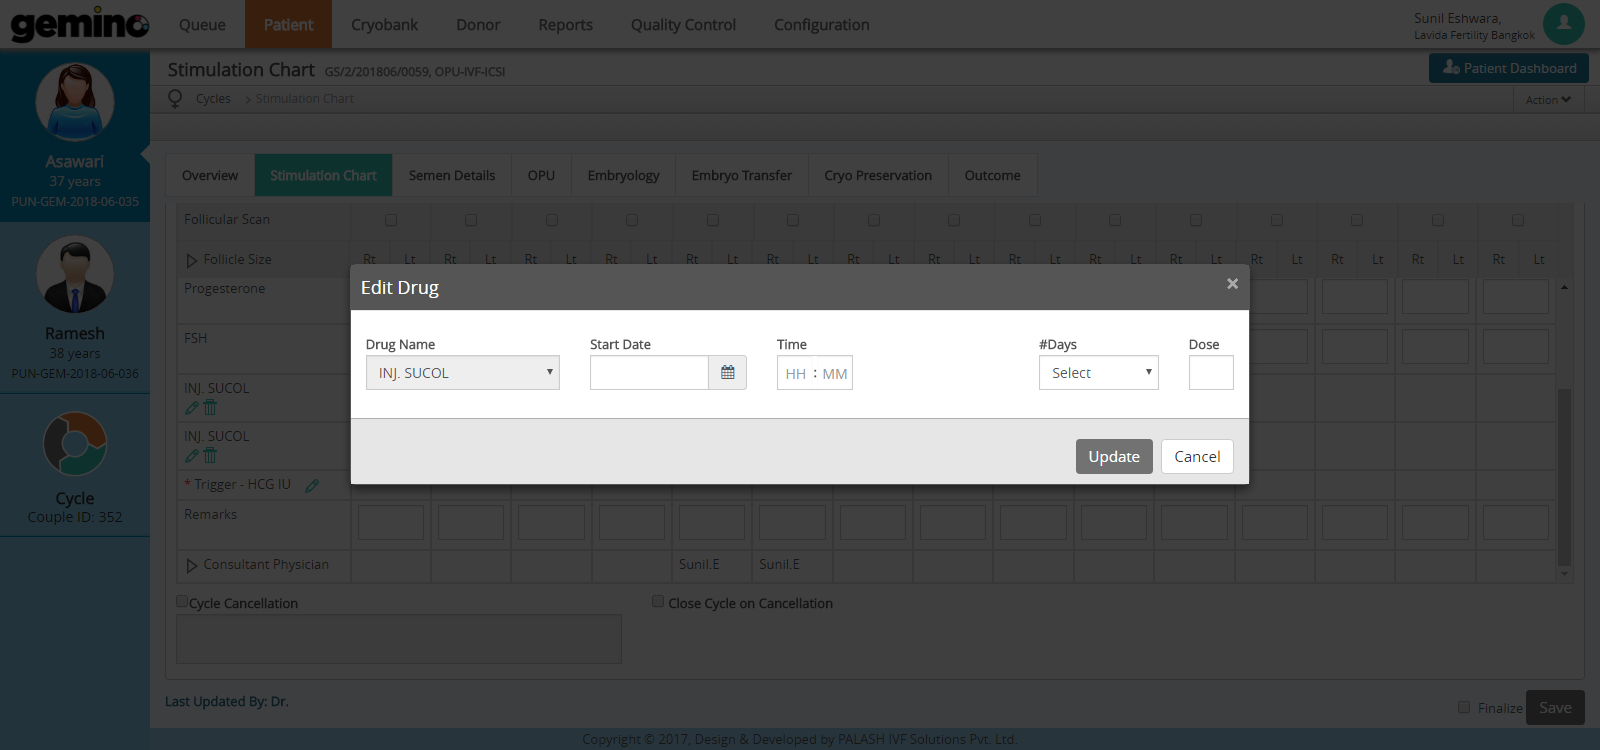 gemino Queue Patient Cryobank Donor Reports Quality Control Configuration
Sunil Eshwara,
Lavida Fertility Bangkok
Stimulation Chart GS/2/201806/0059, OPU-IVF-ICSI
Patient Dashboard
Cycles > Stimulation Chart
Action
Asawari
37 years
PUN-GEM-2018-06-035
Ramesh
38 years
PUN-GEM-2018-06-036
Cycle
Couple ID: 352
Overview Stimulation Chart Semen Details OPU Embryology Embryo Transfer Cryo Preservation Outcome
Follicular Scan
Follicle Size Rt Lt Rt Lt Rt Lt Rt Lt Rt Lt Rt Lt Rt Lt Rt Lt Rt Lt Rt Lt Rt Lt Rt Lt Rt Lt Rt Lt Rt Lt
Progesterone
FSH
INJ. SUCOL
INJ. SUCOL
* Trigger - HCG IU
Remarks
Consultant Physician Sunil.E Sunil.E
Edit Drug ×
Drug Name Start Date Time #Days Dose
INJ. SUCOL HH : MM Select
Update Cancel
Cycle Cancellation Close Cycle on Cancellation
Last Updated By: Dr.
Finalize Save
Copyright © 2017, Design & Developed by PALASH IVF Solutions Pvt. Ltd.